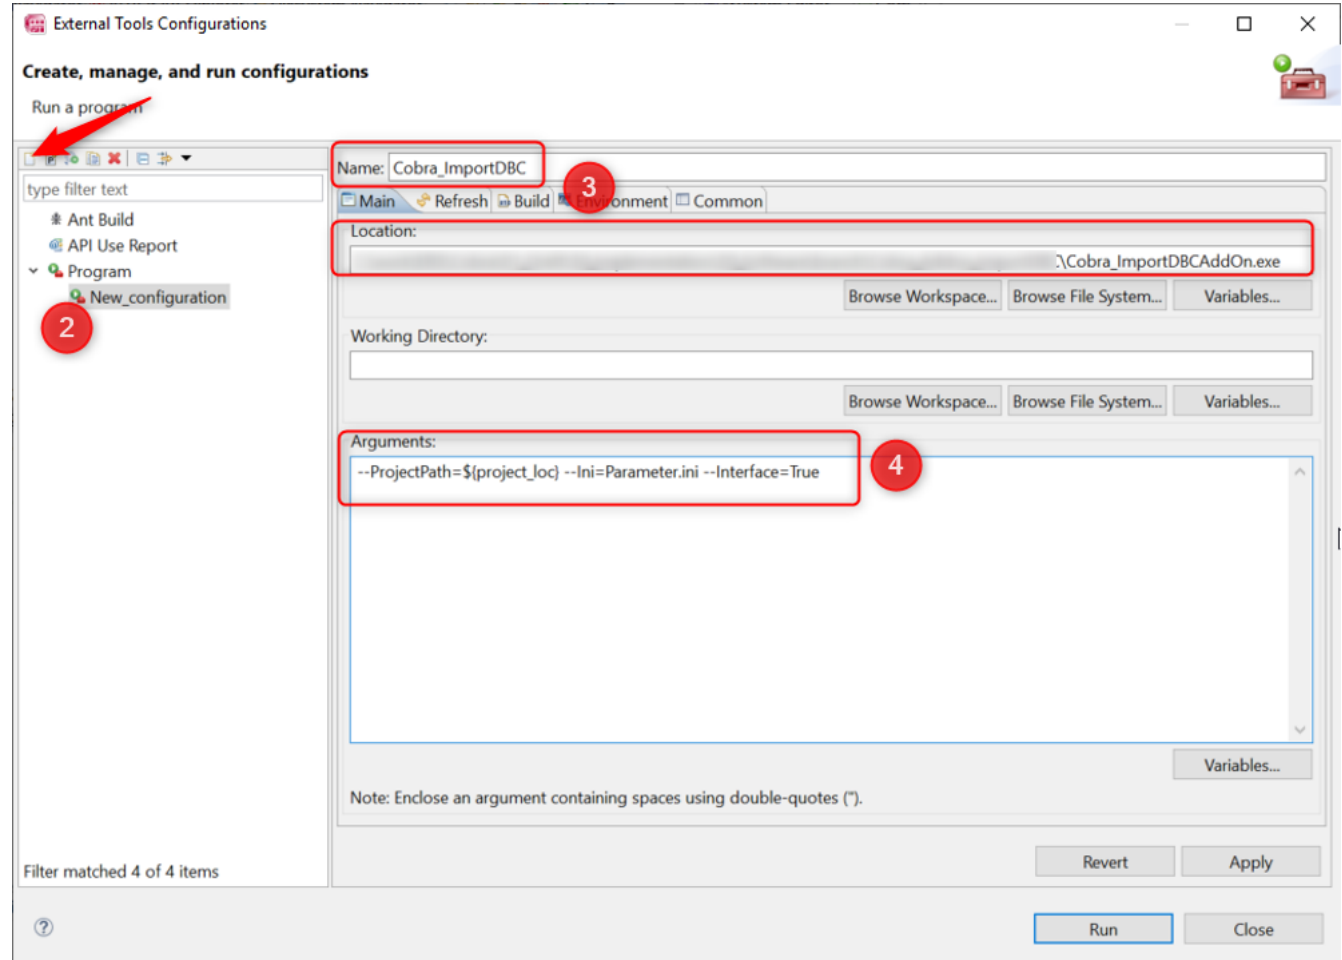 External Tools Configurations
Create, manage, and run configurations
Run a program
type filter text
Ant Build
API Use Report
Program
New_configuration
2
Filter matched 4 of 4 items
Name: Cobra_ImportDBC
3
Main Refresh Build Environment Common
Location:
:\Cobra_ImportDBCAddOn.exe
Browse Workspace... Browse File System... Variables...
Working Directory:
Browse Workspace... Browse File System... Variables...
Arguments:
4
--ProjectPath=${project_loc} --Ini=Parameter.ini --Interface=True
Variables...
Note: Enclose an argument containing spaces using double-quotes (").
Revert Apply
Run Close